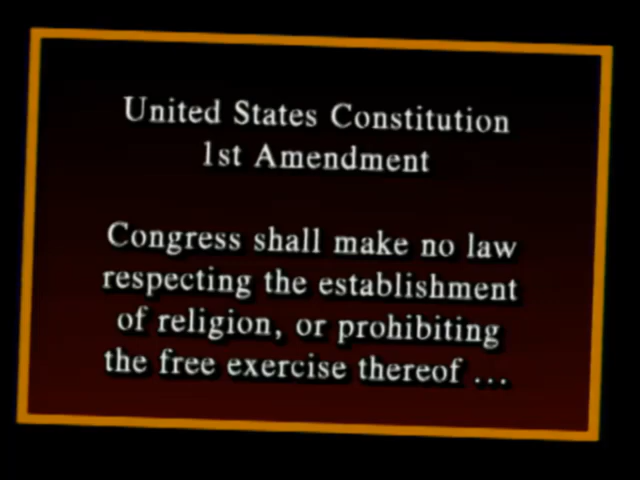 United States Constitution
1st Amendment
Congress shall make no law
respecting the establishment
of religion, or prohibiting
the free exercise thereof ...